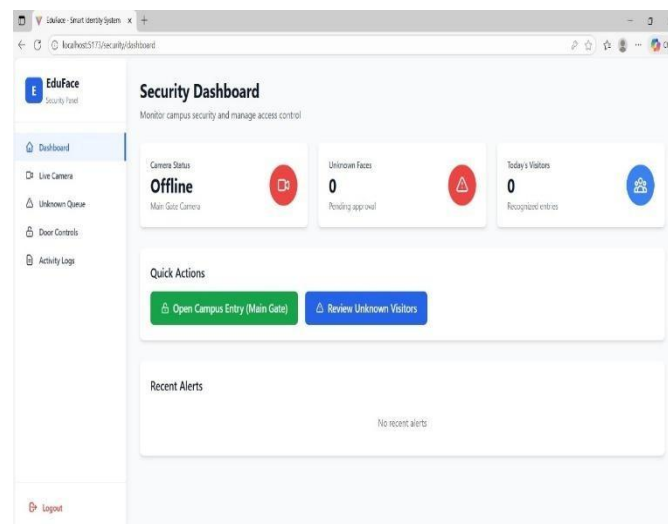 EduFace - Smart Identity System
localhost:5173/security/dashboard
E
EduFace
Security Panel
Dashboard
Live Camera
Unknown Queue
Door Controls
Activity Logs
Logout
Security Dashboard
Monitor campus security and manage access control
Camera Status
Offline
Main Gate Camera
Unknown Faces
0
Pending approval
Today's Visitors
0
Recognized entries
Quick Actions
Open Campus Entry (Main Gate)
Review Unknown Visitors
Recent Alerts
No recent alerts